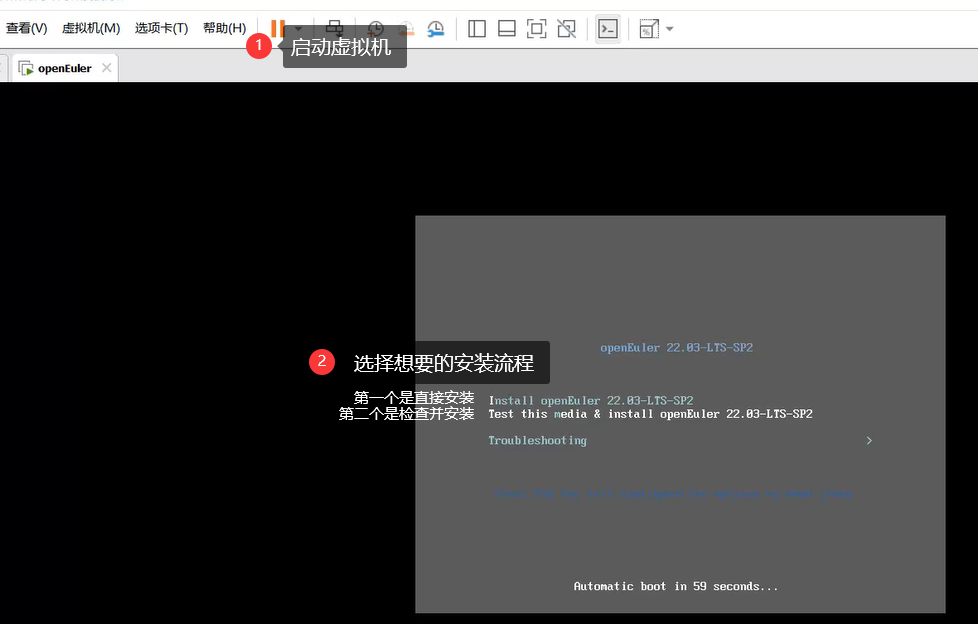 查看(V) 虚拟机(M) 选项卡(T) 帮助(H)
1 启动虚拟机
openEuler
openEuler 22.03-LTS-SP2
2 选择想要的安装流程
第一个是直接安装 Install openEuler 22.03-LTS-SP2
第二个是检查并安装 Test this media & install openEuler 22.03-LTS-SP2
Troubleshooting >
Automatic boot in 59 seconds...